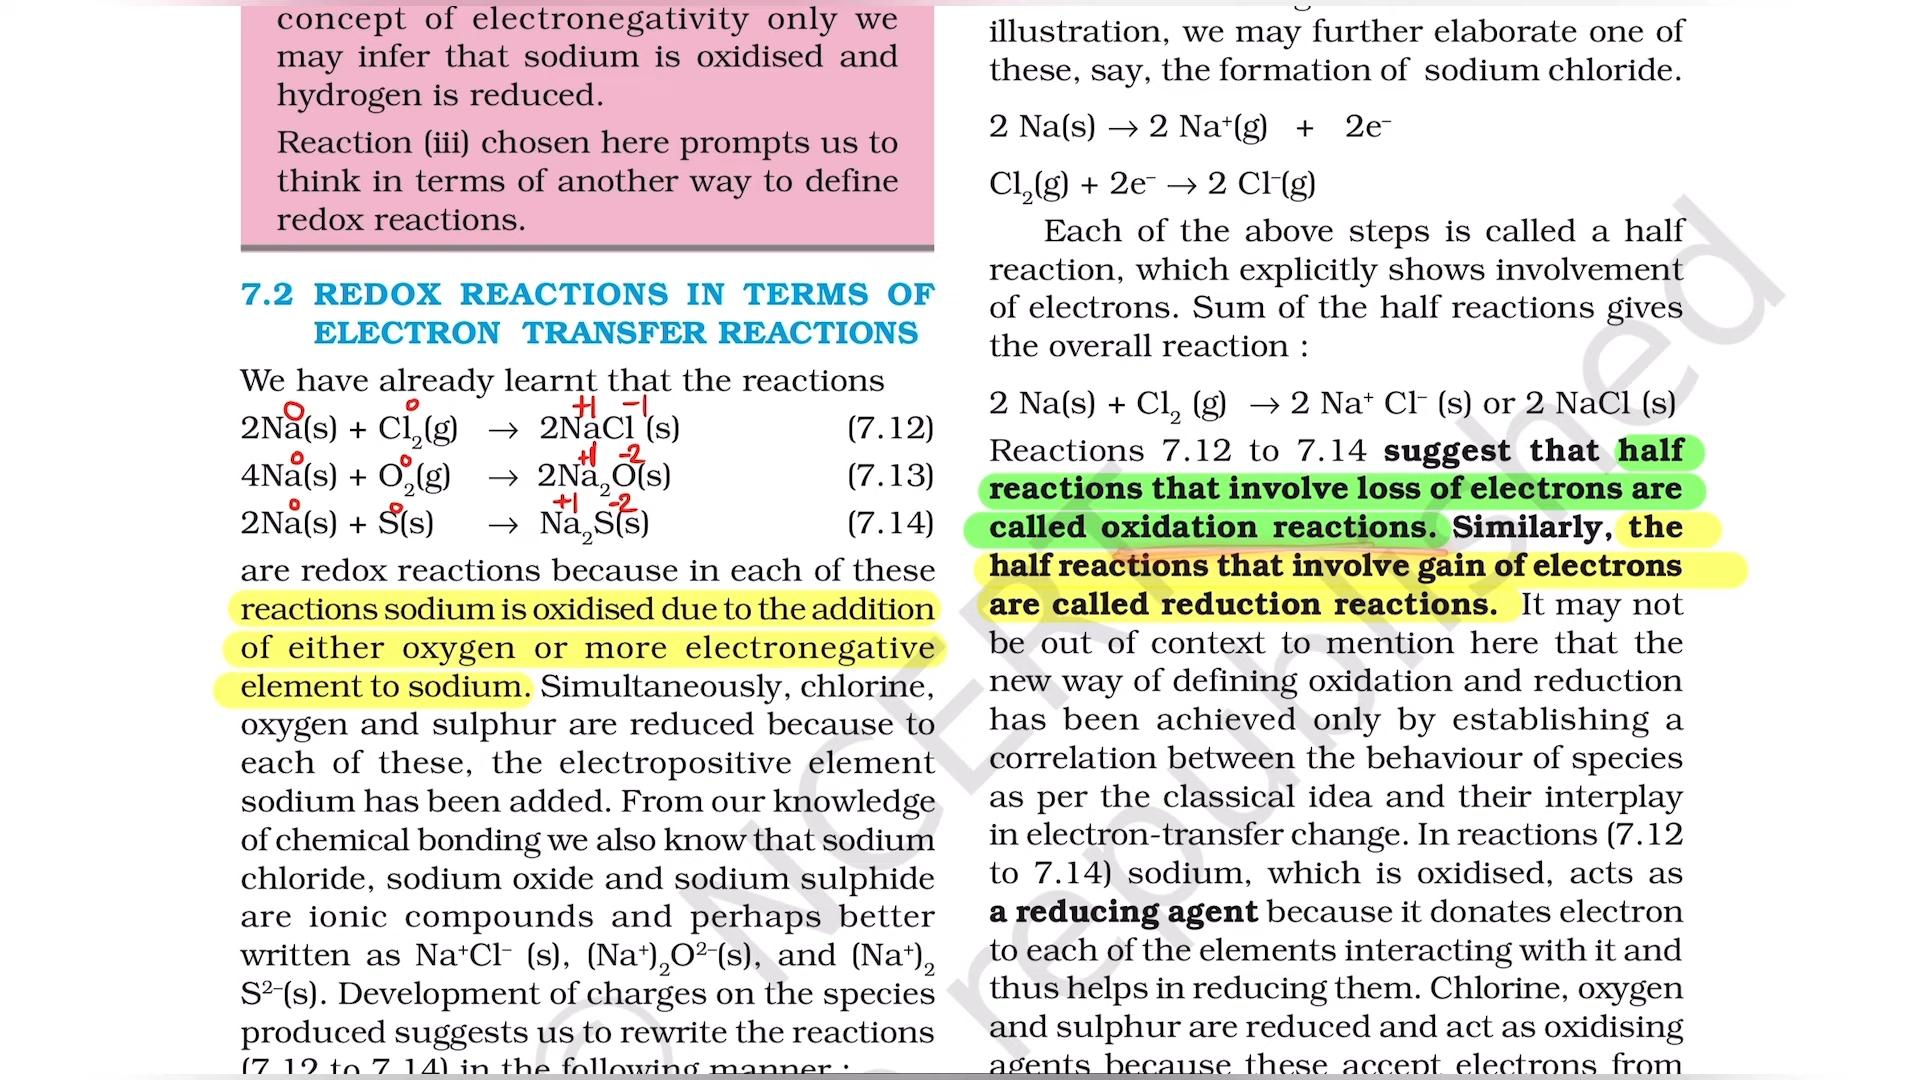 concept of electronegativity only we
may infer that sodium is oxidised and
hydrogen is reduced.
Reaction (iii) chosen here prompts us to
think in terms of another way to define
redox reactions.
7.2 REDOX REACTIONS IN TERMS OF
ELECTRON TRANSFER REACTIONS
We have already learnt that the reactions
0 0 +1 -1
2Na(s) + Cl₂(g) → 2NaCl (s) (7.12)
0 0 +1 -2
4Na(s) + O₂(g) → 2Na₂O(s) (7.13)
0 0 +1 -2
2Na(s) + S(s) → Na₂S(s) (7.14)
are redox reactions because in each of these
reactions sodium is oxidised due to the addition
of either oxygen or more electronegative
element to sodium. Simultaneously, chlorine,
oxygen and sulphur are reduced because to
each of these, the electropositive element
sodium has been added. From our knowledge
of chemical bonding we also know that sodium
chloride, sodium oxide and sodium sulphide
are ionic compounds and perhaps better
written as Na⁺Cl⁻ (s), (Na⁺)₂O²⁻(s), and (Na⁺)₂
S²⁻(s). Development of charges on the species
produced suggests us to rewrite the reactions
(7.12 to 7.14) in the following manner :
illustration, we may further elaborate one of
these, say, the formation of sodium chloride.
2 Na(s) → 2 Na⁺(g) + 2e⁻
Cl₂(g) + 2e⁻ → 2 Cl⁻(g)
Each of the above steps is called a half
reaction, which explicitly shows involvement
of electrons. Sum of the half reactions gives
the overall reaction :
2 Na(s) + Cl₂ (g) → 2 Na⁺ Cl⁻ (s) or 2 NaCl (s)
Reactions 7.12 to 7.14 suggest that half
reactions that involve loss of electrons are
called oxidation reactions. Similarly, the
half reactions that involve gain of electrons
are called reduction reactions. It may not
be out of context to mention here that the
new way of defining oxidation and reduction
has been achieved only by establishing a
correlation between the behaviour of species
as per the classical idea and their interplay
in electron-transfer change. In reactions (7.12
to 7.14) sodium, which is oxidised, acts as
a reducing agent because it donates electron
to each of the elements interacting with it and
thus helps in reducing them. Chlorine, oxygen
and sulphur are reduced and act as oxidising
agents because these accept electrons from
© NCERT
republished